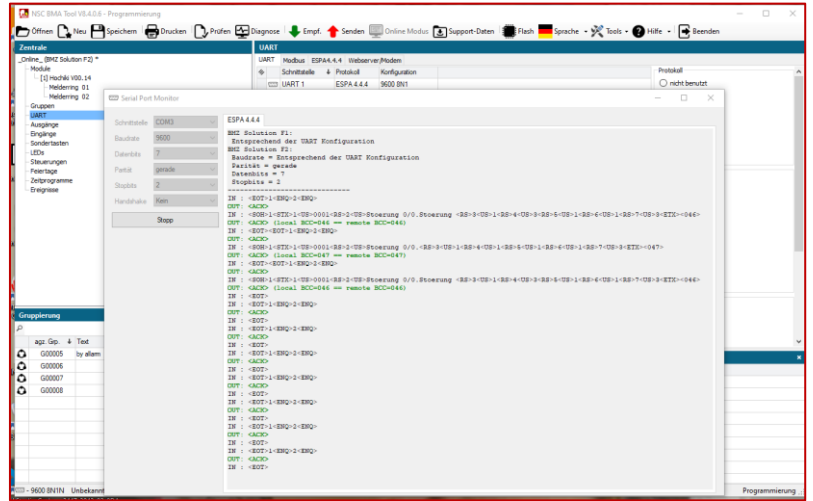 NSC BMA Tool V8.4.0.6 - Programmierung
Öffnen Neu Speichern Drucken Prüfen Diagnose Empf. Senden Online Modus Support-Daten Flash Sprache Tools Hilfe Beenden
Zentrale
_Online_ (BMZ Solution F2) *
Module
[1] Hochiki V00.14
Meldering 01
Meldering 02
Gruppen
UART
Ausgänge
Eingänge
Sondertasten
LEDs
Steuerungen
Feiertage
Zeitprogramme
Ereignisse
UART
UART Modbus ESPA4.4.4 Webserver/Modem
Schnittstelle Protokoll Konfiguration
UART 1 ESPA 4.4.4 9600 8N1
Protokoll
nicht benutzt
Serial Port Monitor
Schnittstelle COM3
Baudrate 9600
Datenbits 7
Parität gerade
Stopbits 2
Handshake Kein
Stopp
ESPA 4.4.4
BMZ Solution F1:
Entsprechend der UART Konfiguration
BMZ Solution F2:
Baudrate = Entsprechend der UART Konfiguration
Parität = gerade
Datenbits = 7
Stopbits = 2
------------------------------
IN : <EOT>1<ENQ>2<ENQ>
OUT: <ACK>
IN : <SOH>1<STX>1<US>0001<RS>2<US>Stoerung 0/0.Stoerung <RS>3<US>1<RS>4<US>3<RS>5<US>1<RS>6<US>1<RS>7<US>3<ETX><046>
OUT: <ACK> (local BCC=046 == remote BCC=046)
IN : <EOT><EOT>1<ENQ>2<ENQ>
OUT: <ACK>
IN : <SOH>1<STX>1<US>0001<RS>2<US>Stoerung 0/0.<RS>3<US>1<RS>4<US>1<RS>5<US>1<RS>6<US>1<RS>7<US>3<ETX><047>
OUT: <ACK> (local BCC=047 == remote BCC=047)
IN : <EOT><EOT>1<ENQ>2<ENQ>
OUT: <ACK>
IN : <SOH>1<STX>1<US>0001<RS>2<US>Stoerung 0/0.Stoerung <RS>3<US>1<RS>4<US>3<RS>5<US>1<RS>6<US>1<RS>7<US>3<ETX><046>
OUT: <ACK> (local BCC=046 == remote BCC=046)
IN : <EOT>
IN : <EOT>1<ENQ>2<ENQ>
OUT: <ACK>
IN : <EOT>
IN : <EOT>1<ENQ>2<ENQ>
OUT: <ACK>
IN : <EOT>
IN : <EOT>1<ENQ>2<ENQ>
OUT: <ACK>
IN : <EOT>
IN : <EOT>1<ENQ>2<ENQ>
OUT: <ACK>
IN : <EOT>
IN : <EOT>1<ENQ>2<ENQ>
OUT: <ACK>
IN : <EOT>
IN : <EOT>1<ENQ>2<ENQ>
OUT: <ACK>
IN : <EOT>
IN : <EOT>1<ENQ>2<ENQ>
OUT: <ACK>
IN : <EOT>
Gruppierung
agz. Grp. Text
G00005 by allarm
G00006
G00007
G00008
- 9600 8N1N Unbekannt
Programmierung